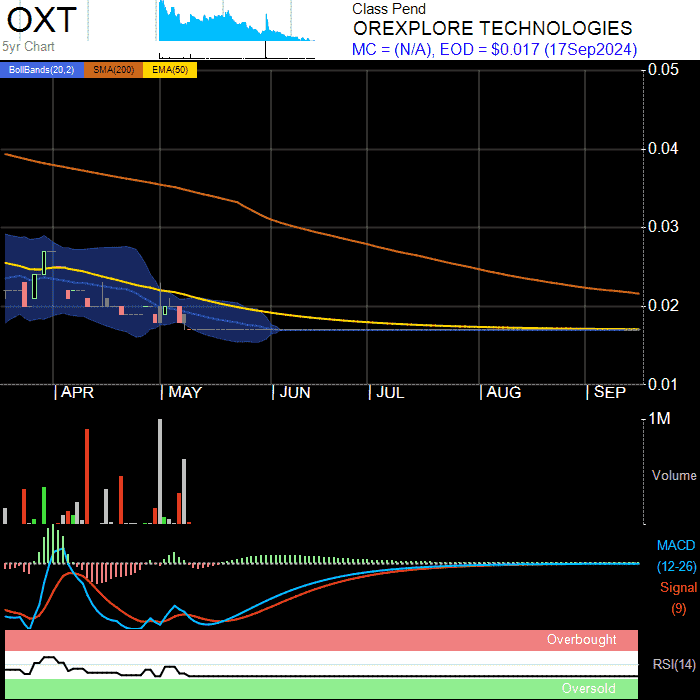 OXT
5yr Chart
Class Pend
OREXPLORE TECHNOLOGIES
MC = (N/A), EOD = $0.017 (17Sep2024)
BollBands(20,2) SMA(200) EMA(50)
0.05
0.04
0.03
0.02
0.01
APR MAY JUN JUL AUG SEP
1M
Volume
MACD
(12-26)
Signal
(9)
Overbought
RSI(14)
Oversold